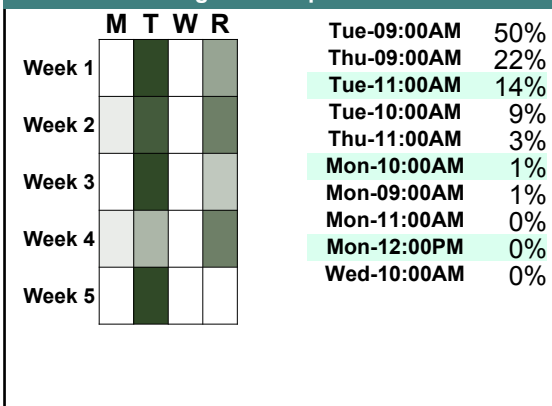 M T W R
Week 1
Week 2
Week 3
Week 4
Week 5
Tue-09:00AM 50%
Thu-09:00AM 22%
Tue-11:00AM 14%
Tue-10:00AM 9%
Thu-11:00AM 3%
Mon-10:00AM 1%
Mon-09:00AM 1%
Mon-11:00AM 0%
Mon-12:00PM 0%
Wed-10:00AM 0%